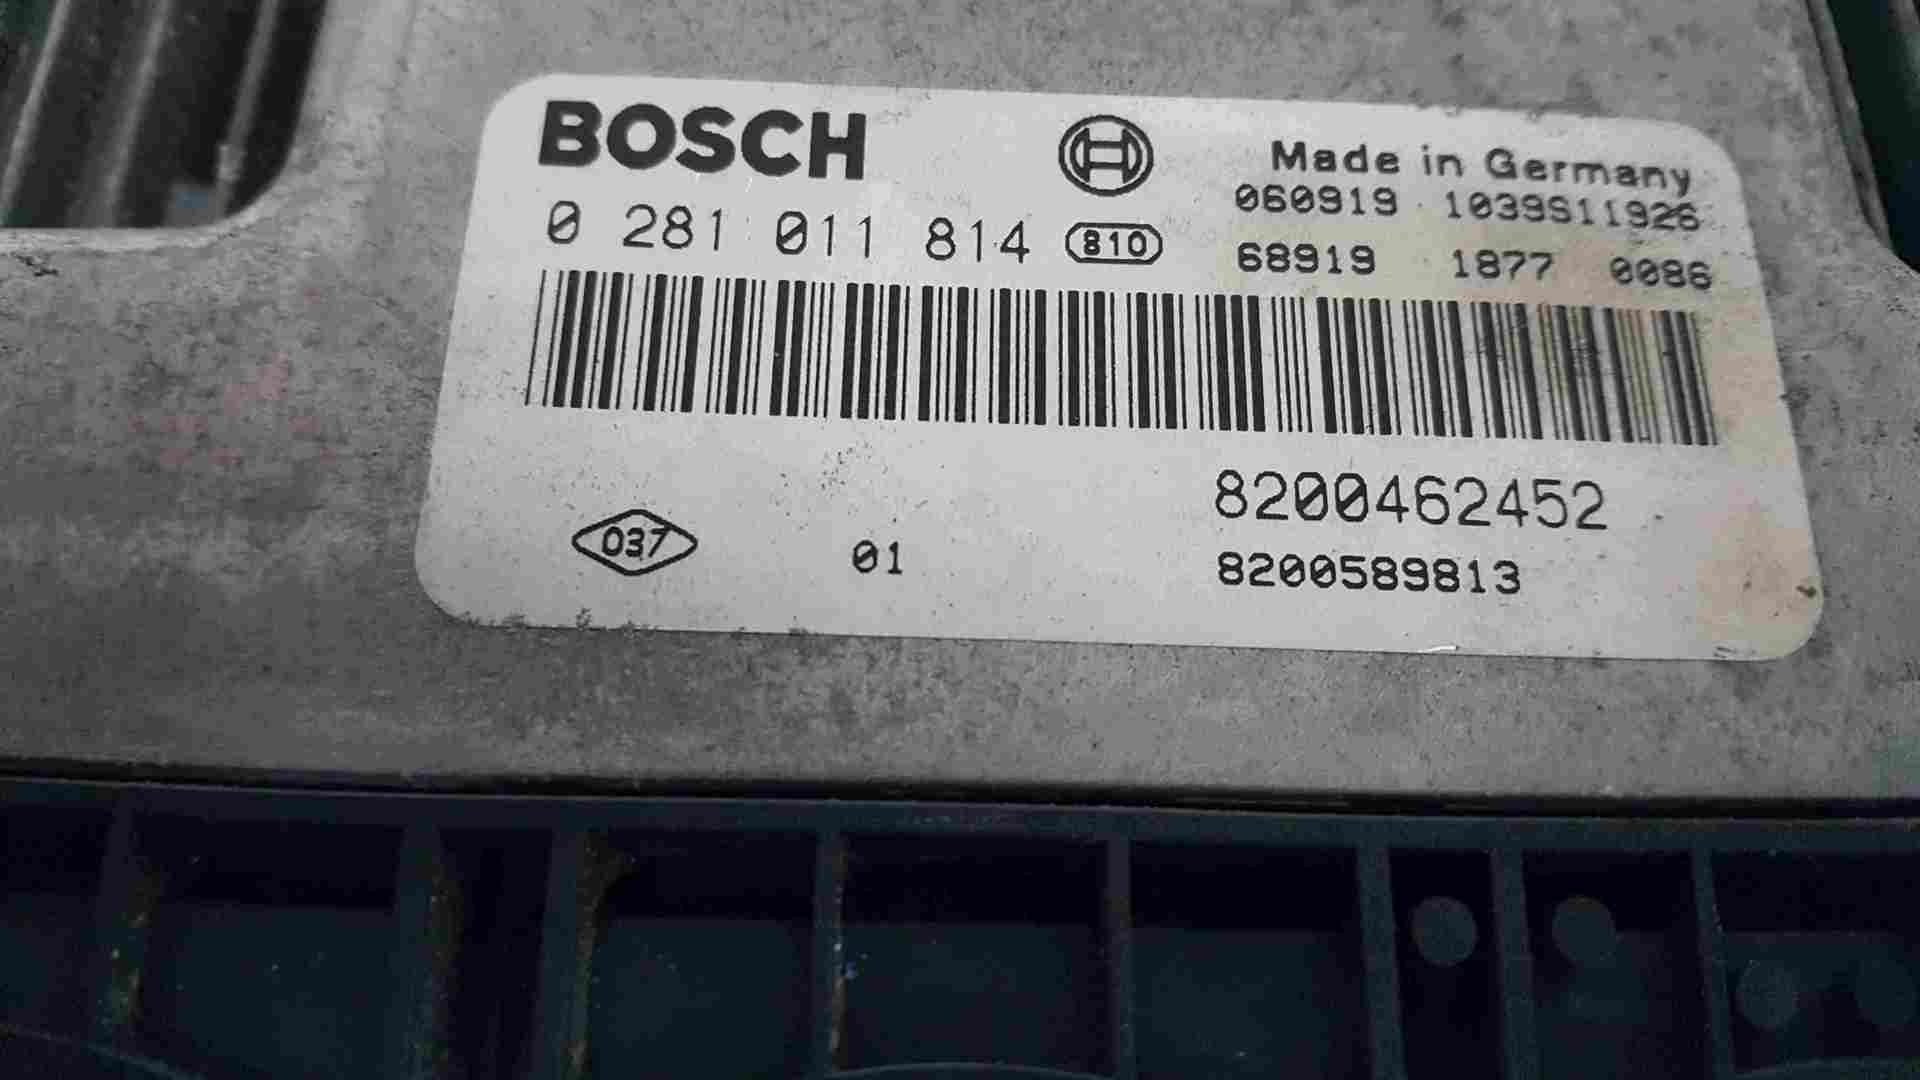 BOSCH
Made in Germany
060919 1039S11926
0 281 011 814 810
68919 1877 0086
8200462452
037 01
8200589813